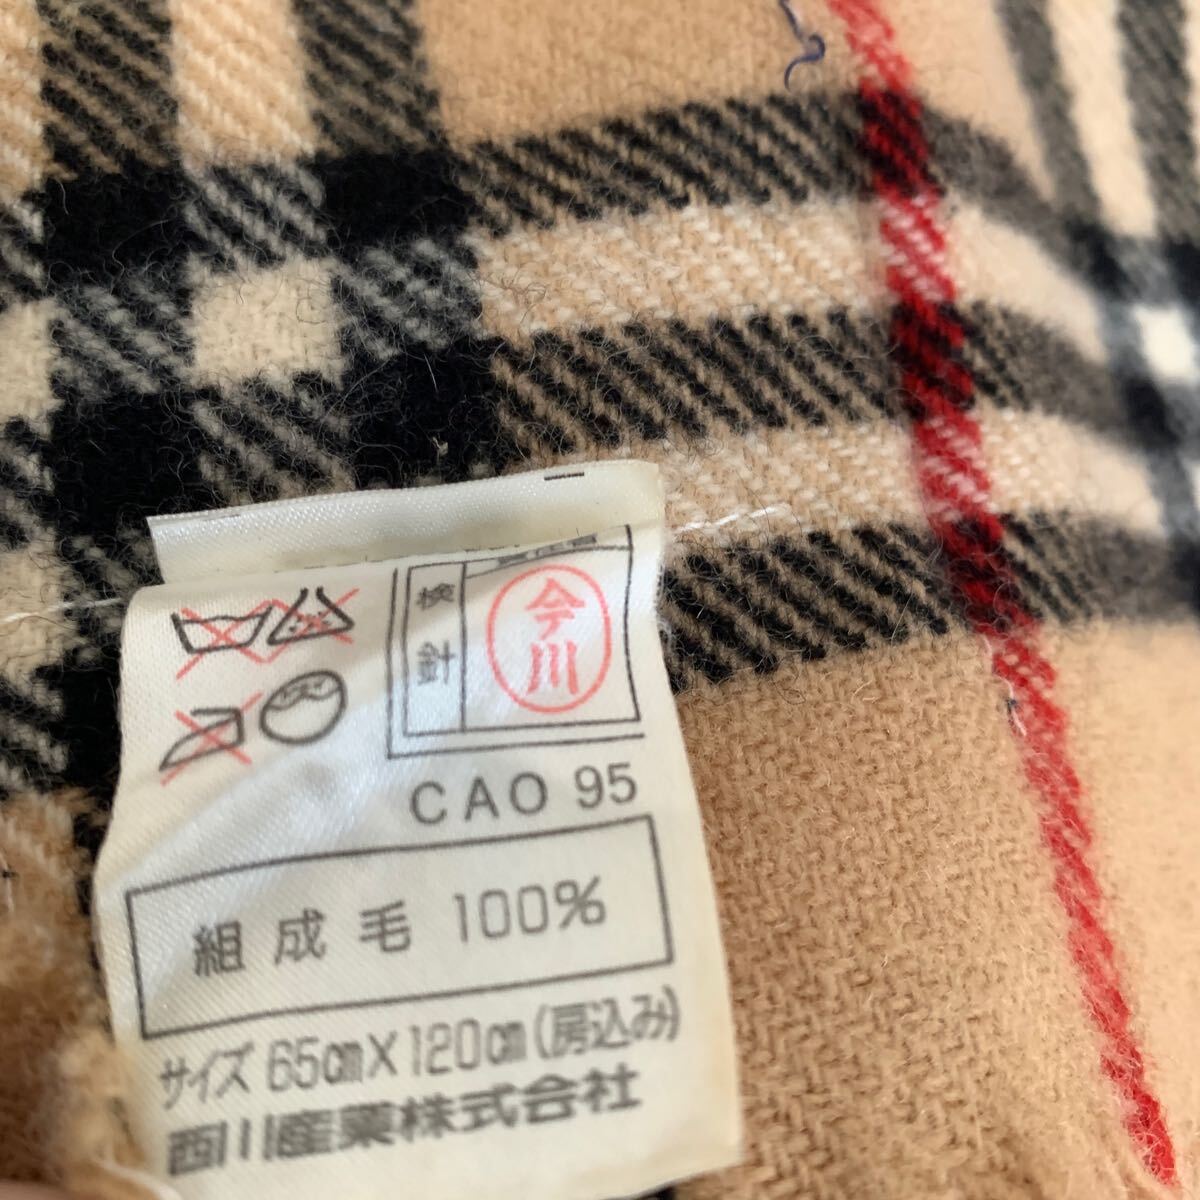 検針
今川
CAO 95
組成毛 100%
サイズ 65㎝×120㎝(房込み)
西川産業株式会社